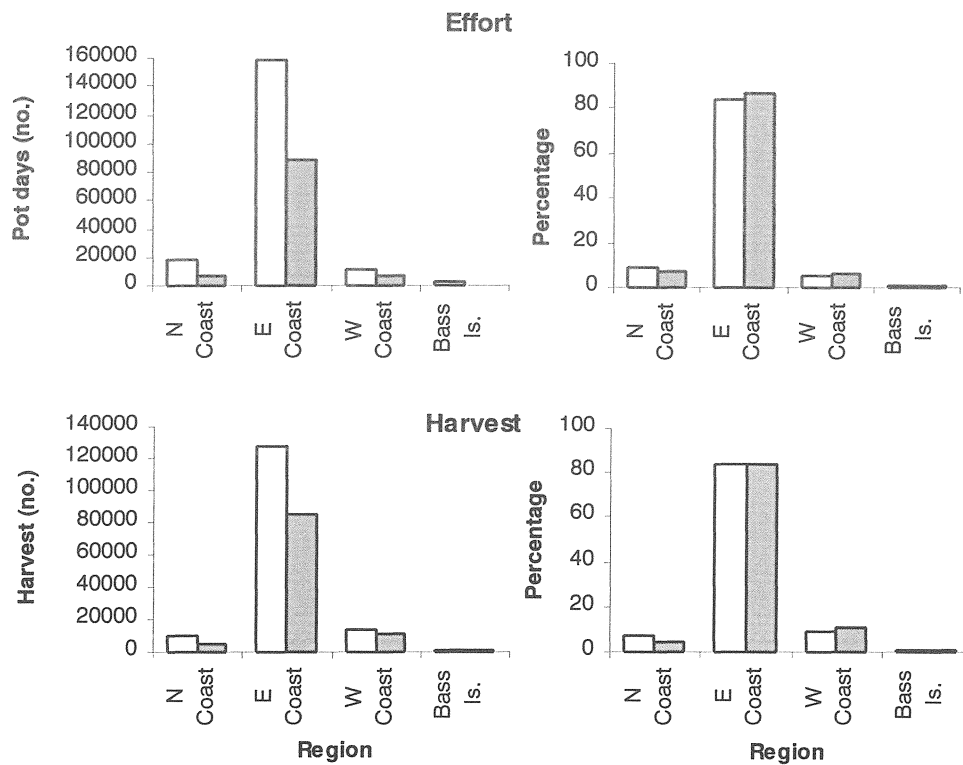 Effort
Pot days (no.)
160000
140000
120000
100000
80000
60000
40000
20000
0
N Coast
E Coast
W Coast
Bass Is.
Percentage
100
80
60
40
20
0
N Coast
E Coast
W Coast
Bass Is.
Harvest
Harvest (no.)
140000
120000
100000
80000
60000
40000
20000
0
N Coast
E Coast
W Coast
Bass Is.
Region
Percentage
100
80
60
40
20
0
N Coast
E Coast
W Coast
Bass Is.
Region